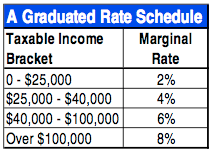 A Graduated Rate Schedule
Taxable Income Marginal
Bracket Rate
0 - $25,000 2%
$25,000 - $40,000 4%
$40,000 - $100,000 6%
Over $100,000 8%